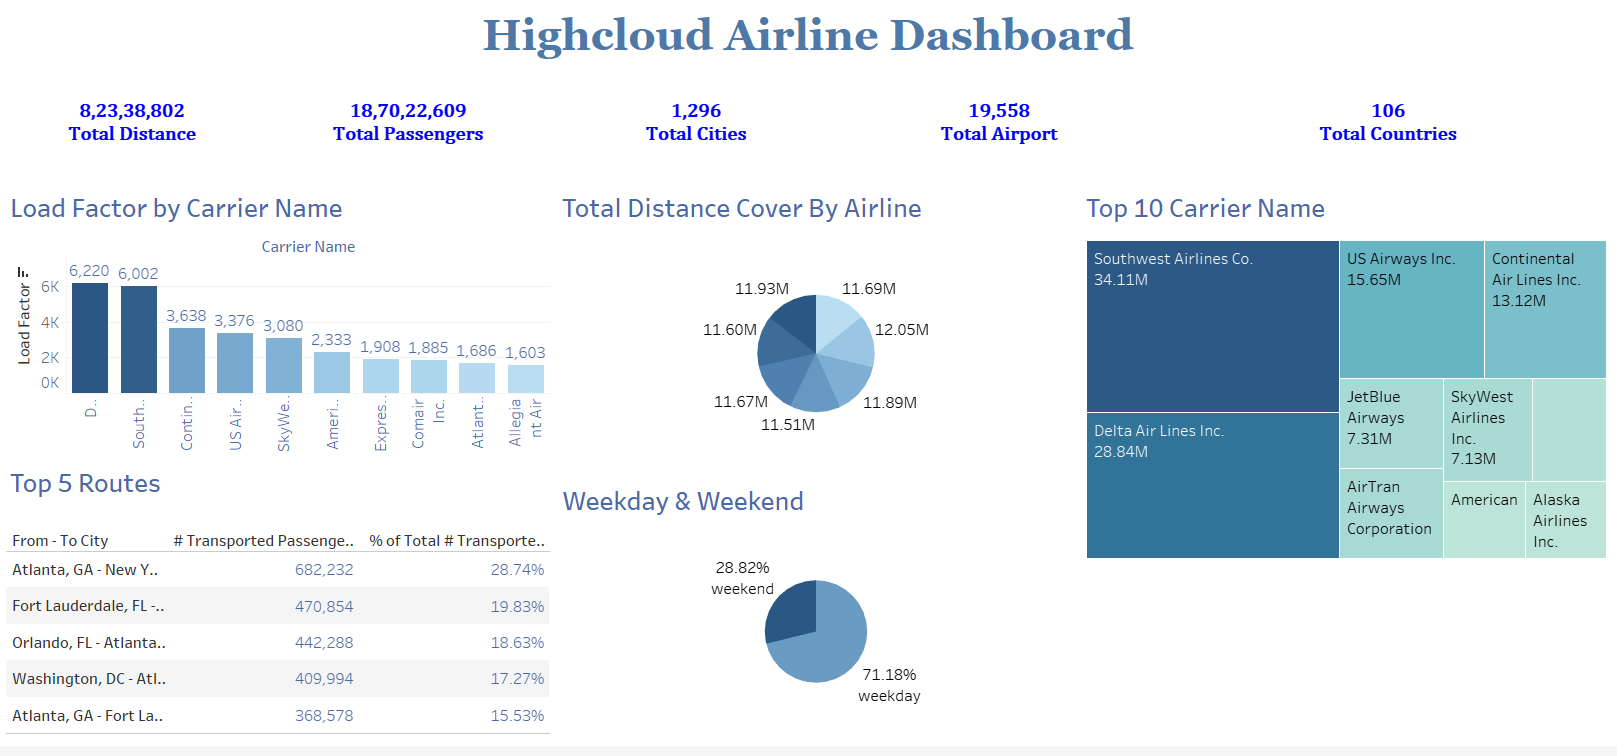 Highcloud Airline Dashboard
8,23,38,802
Total Distance
18,70,22,609
Total Passengers
1,296
Total Cities
19,558
Total Airport
106
Total Countries
Load Factor by Carrier Name
Carrier Name
Load Factor
6K
4K
2K
0K
6,220
6,002
3,638
3,376
3,080
2,333
1,908
1,885
1,686
1,603
D..
South..
Contin..
US Air..
SkyWe..
Ameri..
Expres..
Comair
Inc.
Atlant..
Allegia
nt Air
Total Distance Cover By Airline
11.93M
11.69M
11.60M
12.05M
11.67M
11.89M
11.51M
Top 10 Carrier Name
Southwest Airlines Co.
34.11M
Delta Air Lines Inc.
28.84M
US Airways Inc.
15.65M
Continental
Air Lines Inc.
13.12M
JetBlue
Airways
7.31M
SkyWest
Airlines
Inc.
7.13M
AirTran
Airways
Corporation
American
Alaska
Airlines
Inc.
Top 5 Routes
From - To City # Transported Passenge.. % of Total # Transporte..
Atlanta, GA - New Y.. 682,232 28.74%
Fort Lauderdale, FL -.. 470,854 19.83%
Orlando, FL - Atlanta.. 442,288 18.63%
Washington, DC - Atl.. 409,994 17.27%
Atlanta, GA - Fort La.. 368,578 15.53%
Weekday & Weekend
28.82%
weekend
71.18%
weekday